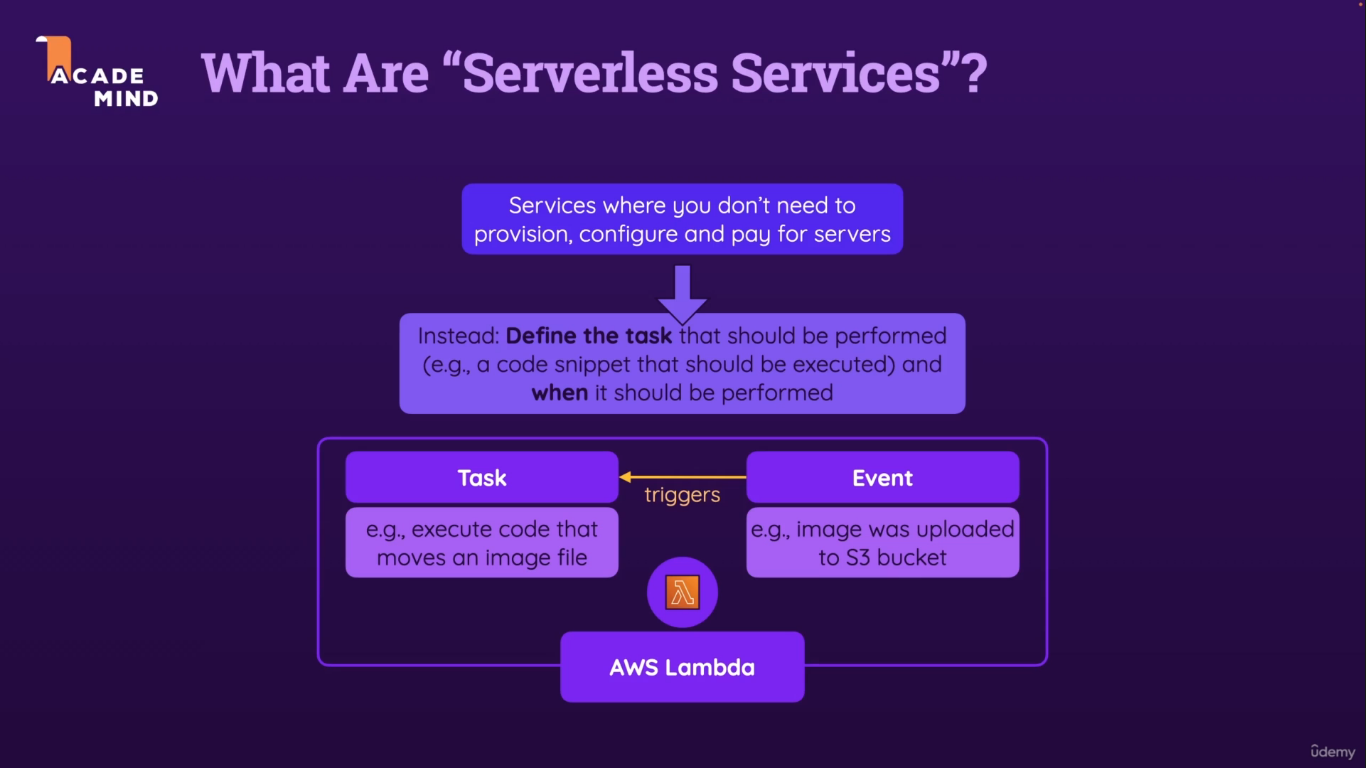 ACADE
MIND
What Are “Serverless Services”?
Services where you don’t need to
provision, configure and pay for servers
Instead: Define the task that should be performed
(e.g., a code snippet that should be executed) and
when it should be performed
Task
triggers
Event
e.g., execute code that
moves an image file
e.g., image was uploaded
to S3 bucket
AWS Lambda
ûdemy